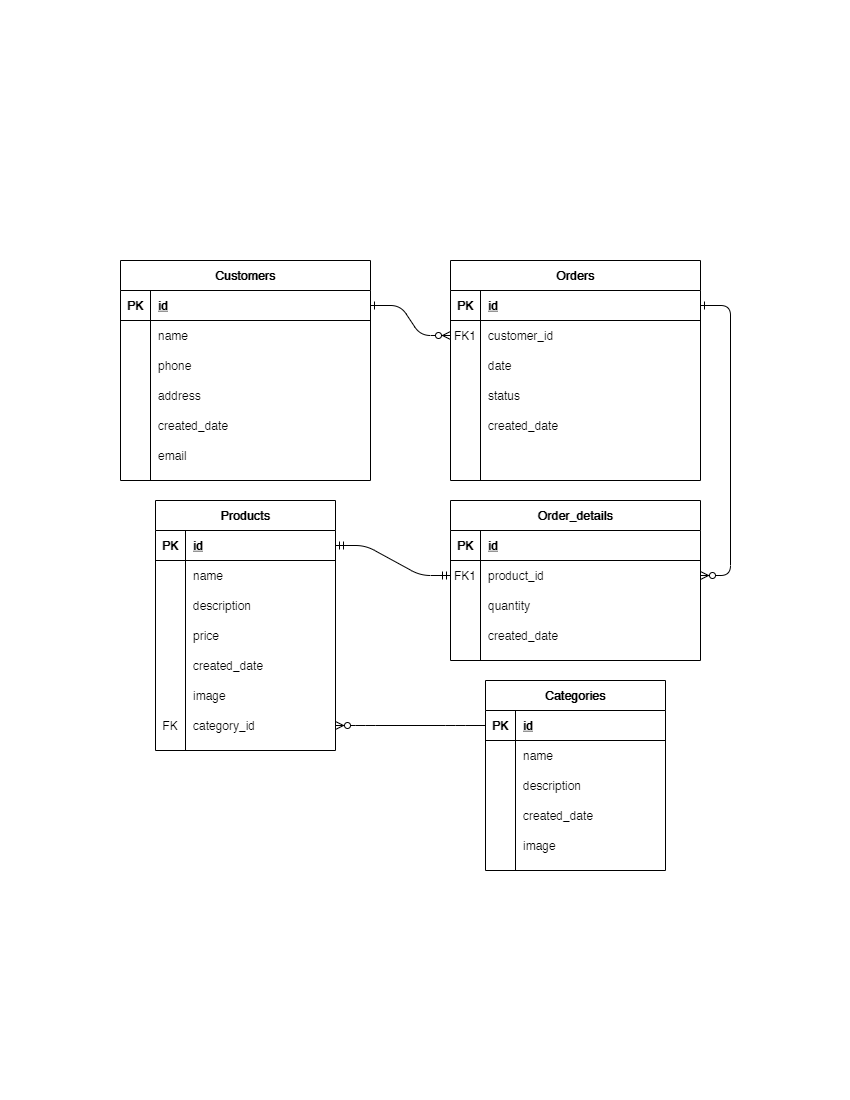 Customers
PK id
name
phone
address
created_date
email
Orders
PK id
FK1 customer_id
date
status
created_date
Products
PK id
name
description
price
created_date
image
FK category_id
Order_details
PK id
FK1 product_id
quantity
created_date
Categories
PK id
name
description
created_date
image